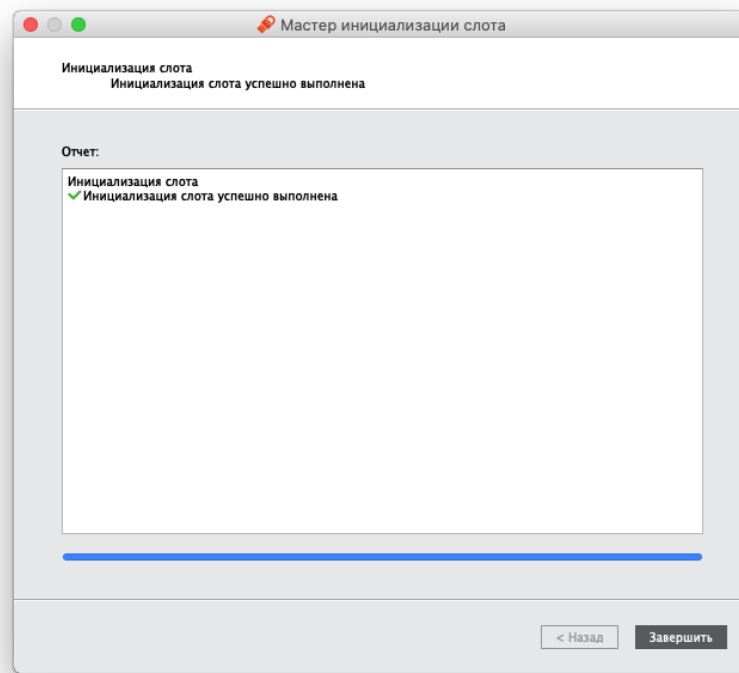 Мастер инициализации слота
Инициализация слота
Инициализация слота успешно выполнена
Отчет:
Инициализация слота
Инициализация слота успешно выполнена
< Назад
Завершить